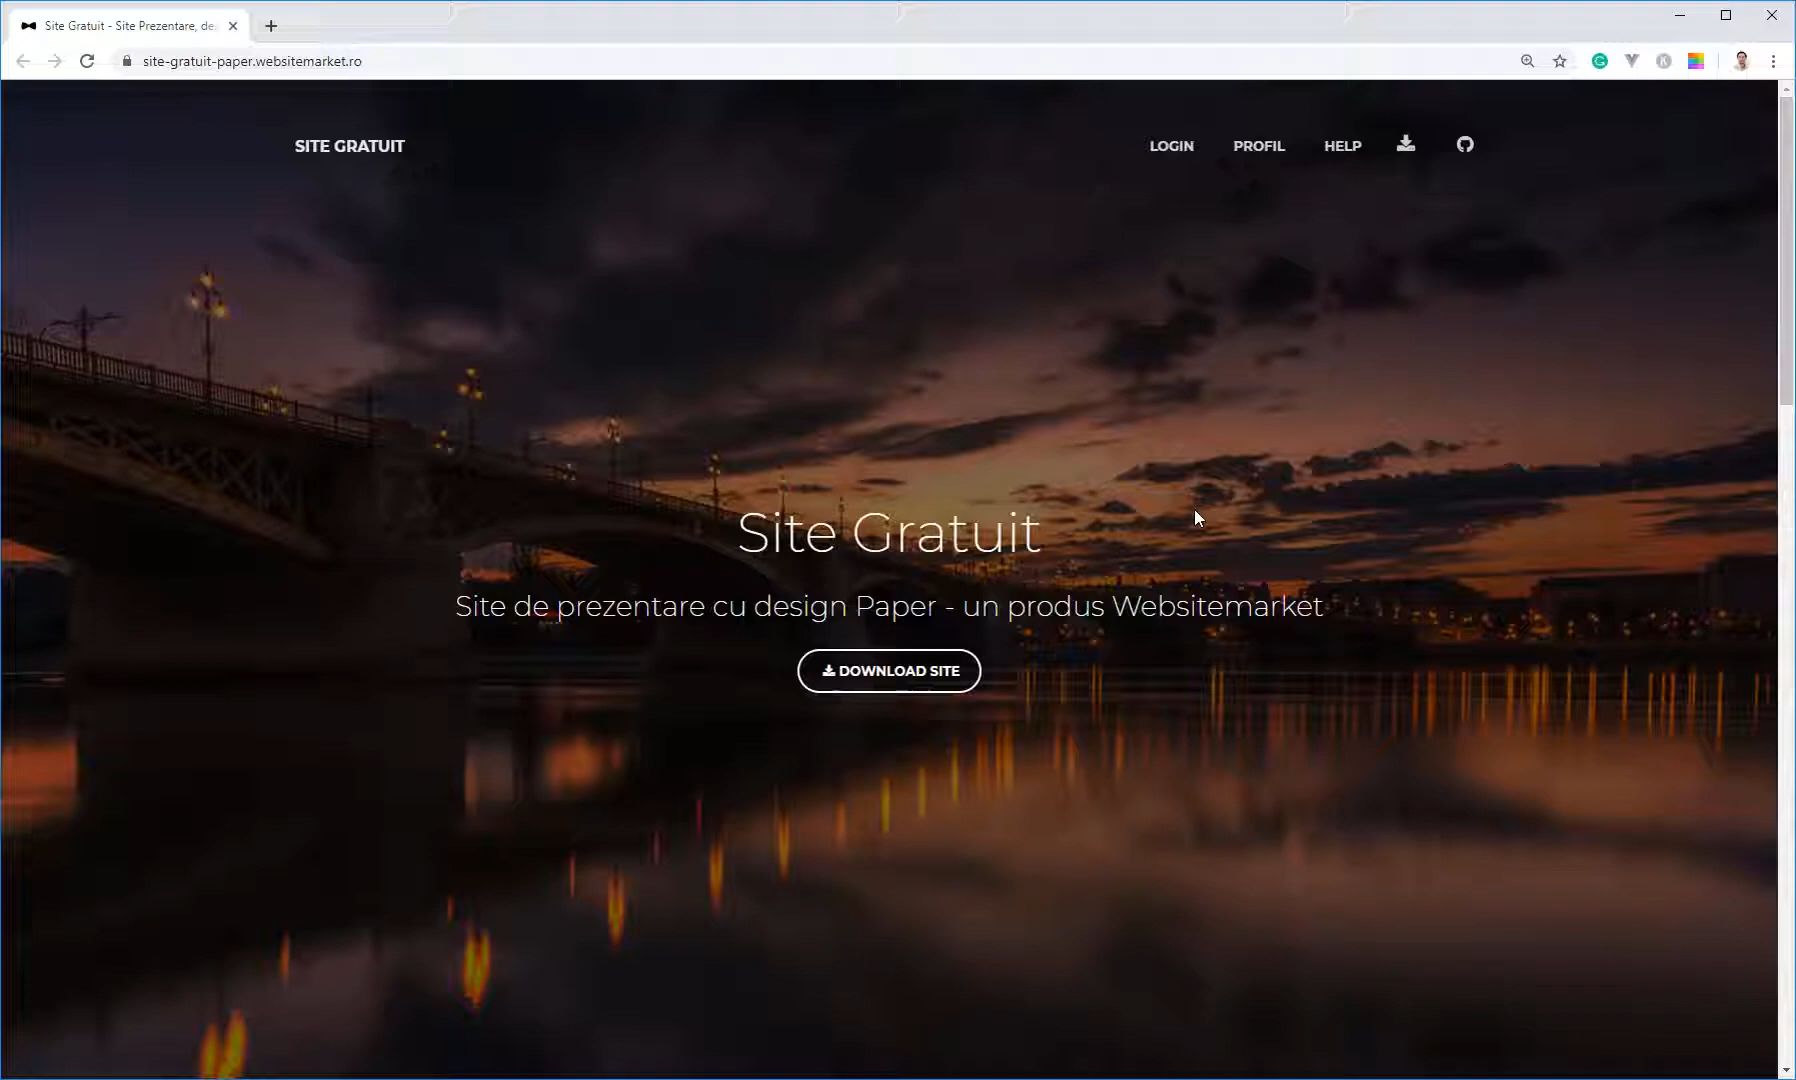 Site Gratuit - Site Prezentare, de
site-gratuit-paper.websitemarket.ro
SITE GRATUIT
LOGIN
PROFIL
HELP
Site Gratuit
Site de prezentare cu design Paper - un produs Websitemarket
DOWNLOAD SITE